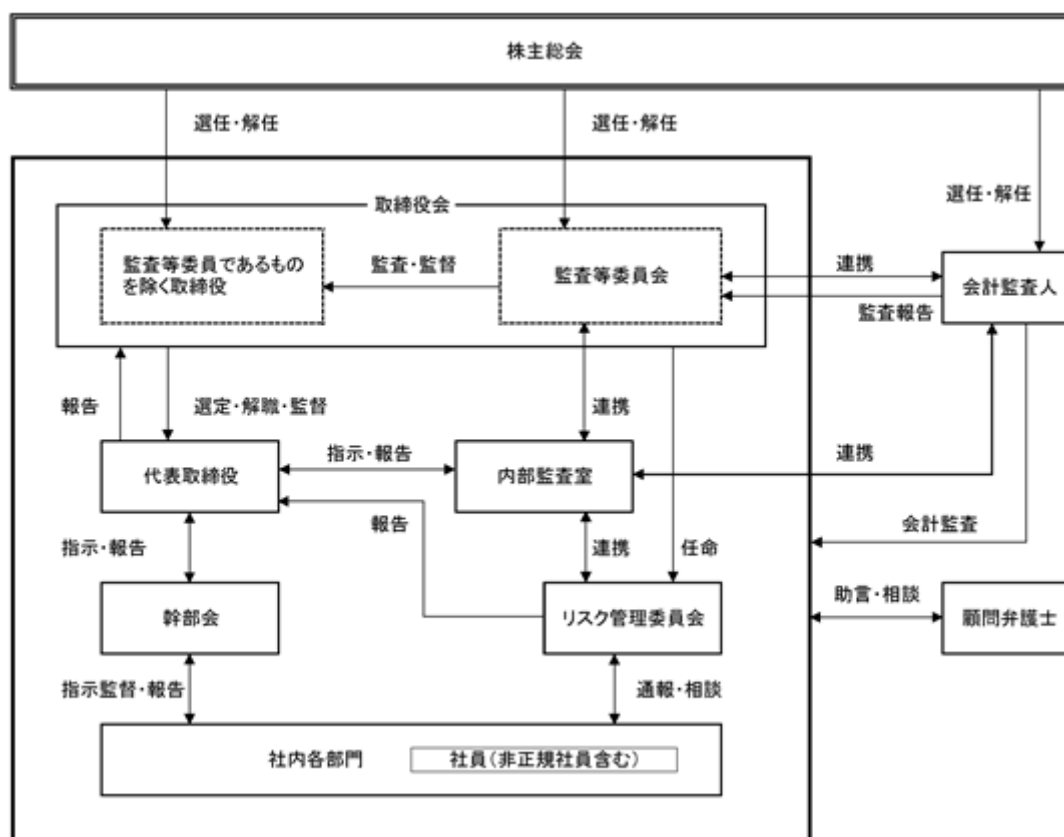 株主総会
選任・解任
選任・解任
選任・解任
取締役会
監査等委員であるもの
を除く取締役
監査・監督
監査等委員会
連携
会計監査人
監査報告
報告
選定・解職・監督
連携
代表取締役
指示・報告
内部監査室
連携
報告
会計監査
指示・報告
連携
任命
助言・相談
幹部会
リスク管理委員会
顧問弁護士
指示監督・報告
通報・相談
社内各部門
社員(非正規社員含む)